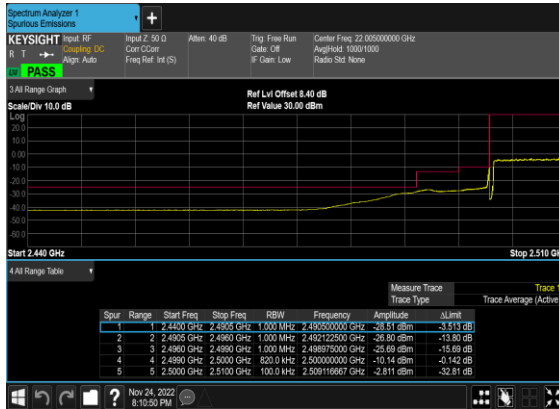 Spectrum Analyzer 1
Spurious Emissions
KEYSIGHT Input: RF Input Z: 50 Ω Atten: 40 dB Trig: Free Run Center Freq: 22.005000000 GHz
R T Coupling: DC Corr CCorr Gate: Off Avg|Hold: 1000/1000
Align: Auto Freq Ref: Int (S) IF Gain: Low Radio Std: None
PASS
3 All Range Graph Ref Lvl Offset 8.40 dB
Scale/Div 10.0 dB Ref Value 30.00 dBm
Log
20.0
10.0
0.00
-10.0
-20.0
-30.0
-40.0
-50.0
-60.0
Start 2.440 GHz Stop 2.510 GH
4 All Range Table
Measure Trace Trace 1
Trace Type Trace Average (Active
Spur Range Start Freq Stop Freq RBW Frequency Amplitude ΔLimit
1 1 2.4400 GHz 2.4905 GHz 1.000 MHz 2.490500000 GHz -28.51 dBm -3.513 dB
2 2 2.4905 GHz 2.4960 GHz 1.000 MHz 2.492122500 GHz -26.80 dBm -13.80 dB
3 3 2.4960 GHz 2.4990 GHz 1.000 MHz 2.498975000 GHz -25.69 dBm -15.69 dB
4 4 2.4990 GHz 2.5000 GHz 820.0 kHz 2.500000000 GHz -10.14 dBm -0.142 dB
5 5 2.5000 GHz 2.5100 GHz 100.0 kHz 2.509116667 GHz -2.811 dBm -32.81 dB
Nov 24, 2022
8:10:50 PM